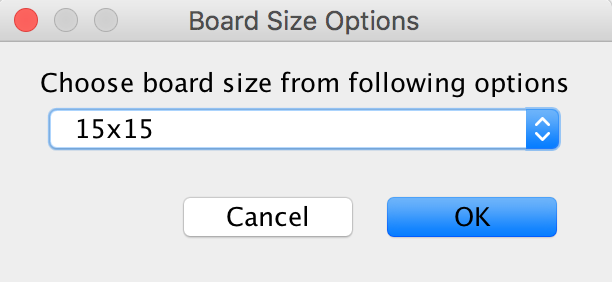 Board Size Options
Choose board size from following options
15x15
Cancel
OK